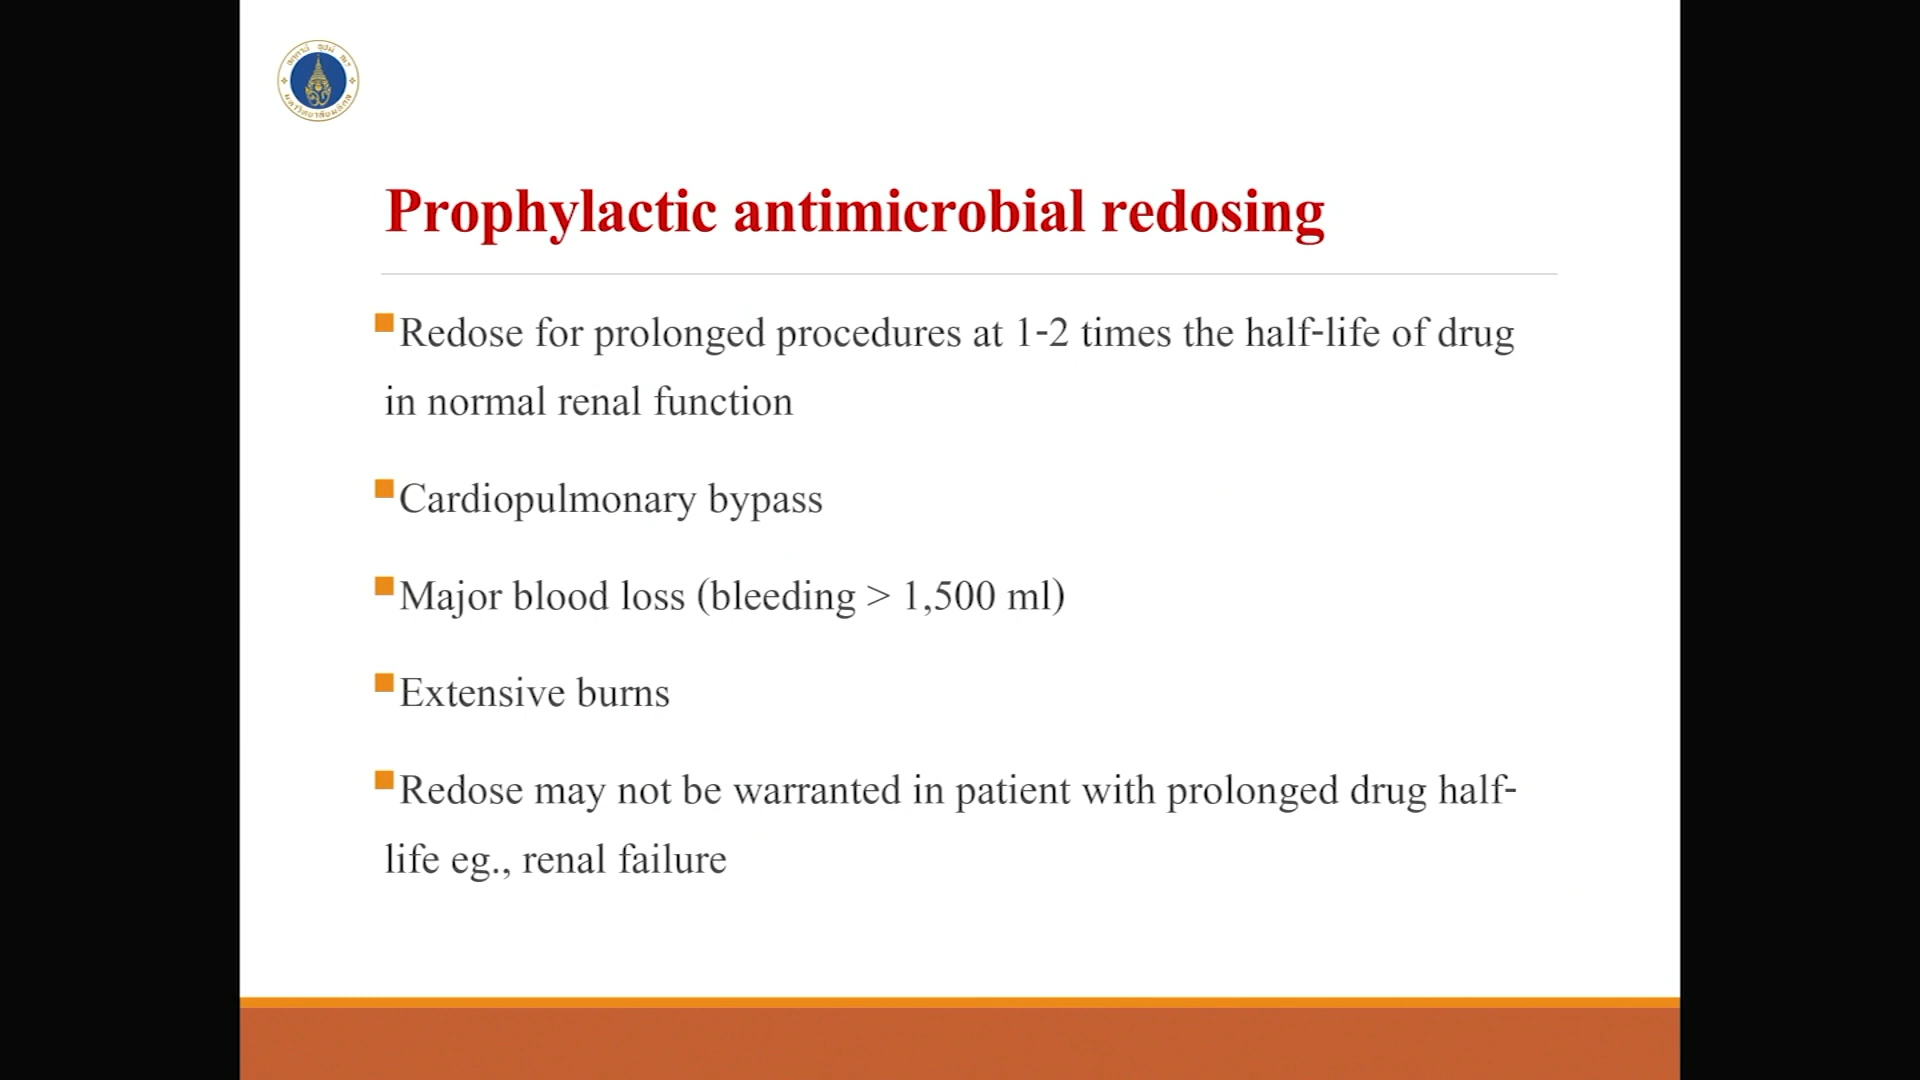 Prophylactic antimicrobial redosing
Redose for prolonged procedures at 1-2 times the half-life of drug
in normal renal function
Cardiopulmonary bypass
Major blood loss (bleeding > 1,500 ml)
Extensive burns
Redose may not be warranted in patient with prolonged drug half-
life eg., renal failure